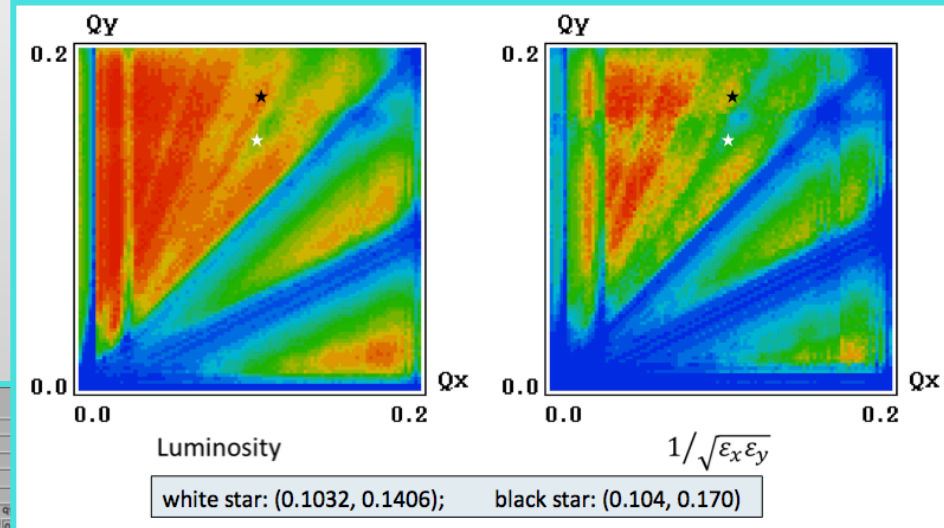 Qy
Qy
0.2
0.2
0.0
Qx
0.0
Qx
0.0
0.2
0.0
0.2
Luminosity
1/√εₓε_y
white star: (0.1032, 0.1406); black star: (0.104, 0.170)